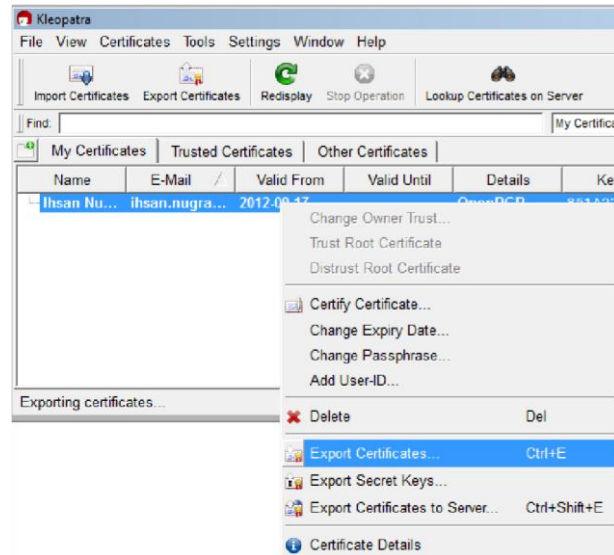 Kleopatra
File View Certificates Tools Settings Window Help
Import Certificates Export Certificates Redisplay Stop Operation Lookup Certificates on Server
Find: My Certifica
My Certificates Trusted Certificates Other Certificates
Name E-Mail Valid From Valid Until Details Ke
Ihsan Nu... ihsan.nugra... 2012-09-17 OpenPGP
Change Owner Trust...
Trust Root Certificate
Distrust Root Certificate
Certify Certificate...
Change Expiry Date...
Change Passphrase...
Add User-ID...
Exporting certificates...
Delete Del
Export Certificates... Ctrl+E
Export Secret Keys...
Export Certificates to Server... Ctrl+Shift+E
Certificate Details